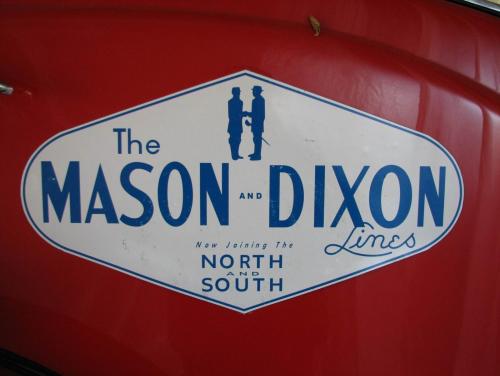 The
MASON AND DIXON
Lines
Now Joining The
NORTH
AND
SOUTH